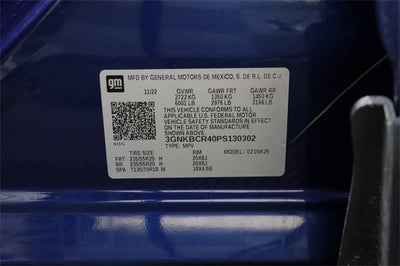 gm
MFD BY GENERAL MOTORS DE MEXICO, S. DE R.L. DE C.V.
11/22 GVWR GAWR FRT GAWR RR
2722 KG 1350 KG 1450 KG
6001 LB 2976 LB 3196 LB
THIS VEHICLE CONFORMS TO ALL
APPLICABLE U.S. FEDERAL MOTOR
VEHICLE SAFETY STANDARDS IN
EFFECT ON THE DATE OF MANUFACTURE
SHOWN ABOVE.
3GNKBCR40PS130302
TYPE: MPV
TIRE SIZE RIM MODEL: 021NK26
FRT 235/55R20 H 20X8J
RR 235/55R20 H 20X8J
SPA T135/70R18 M 18X4.5B